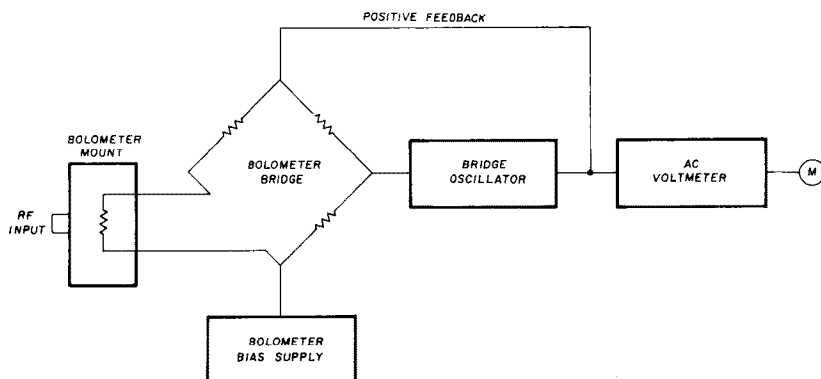 POSITIVE FEEDBACK
BOLOMETER
MOUNT
RF
INPUT
BOLOMETER
BRIDGE
BRIDGE
OSCILLATOR
AC
VOLTMETER
M
BOLOMETER
BIAS SUPPLY